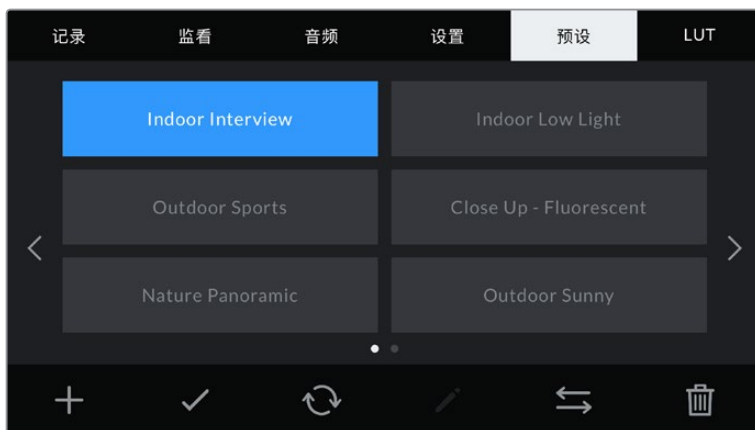 记录 监看 音频 设置 预设 LUT
Indoor Interview Indoor Low Light
Outdoor Sports Close Up - Fluorescent
Nature Panoramic Outdoor Sunny